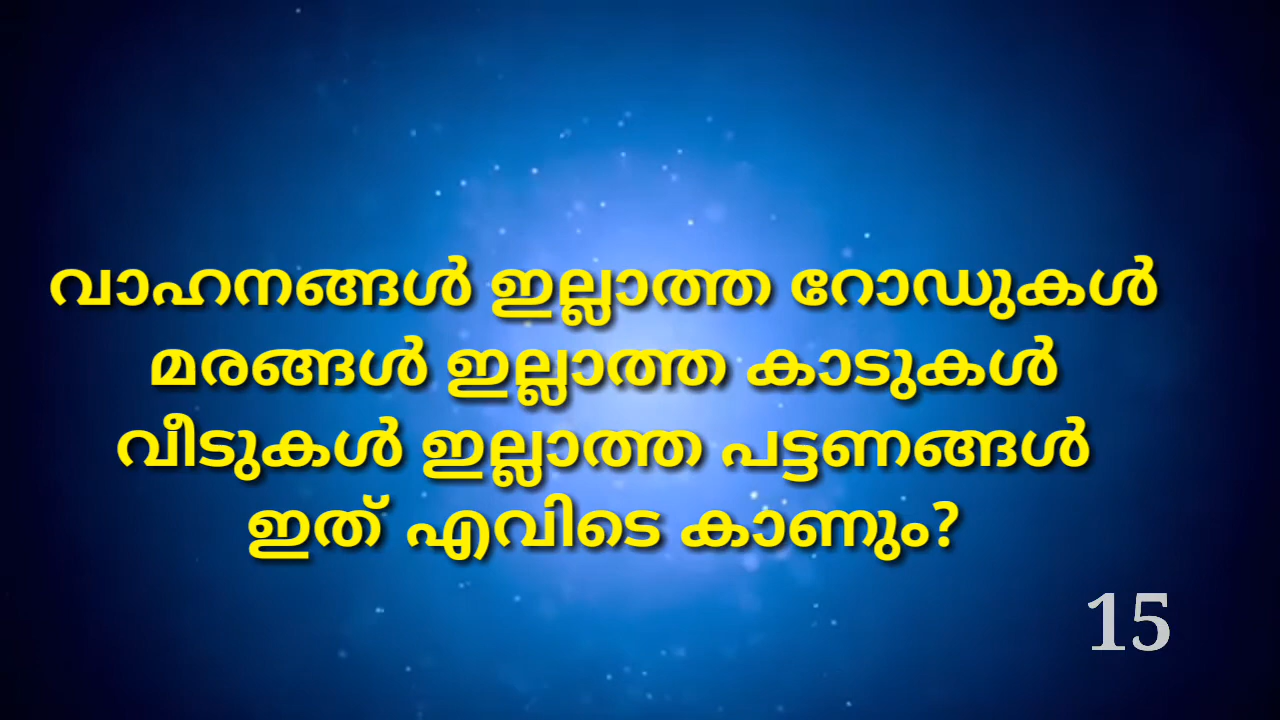 വാഹനങ്ങൾ ഇല്ലാത്ത റോഡുകൾ
മരങ്ങൾ ഇല്ലാത്ത കാടുകൾ
വീടുകൾ ഇല്ലാത്ത പട്ടണങ്ങൾ
ഇത് എവിടെ കാണും?
15